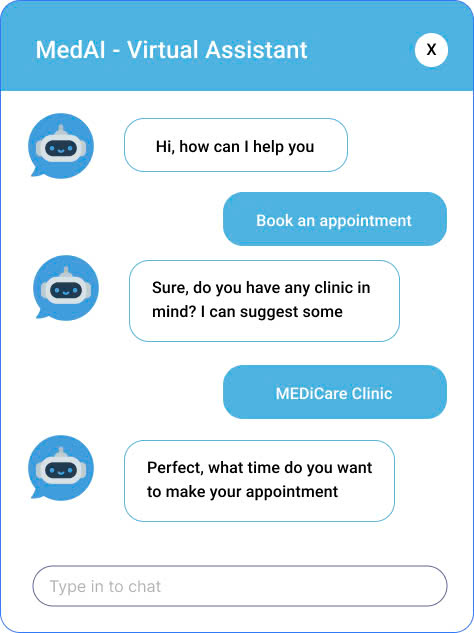 MedAI - Virtual Assistant
X
Hi, how can I help you
Book an appointment
Sure, do you have any clinic in
mind? I can suggest some
MEDiCare Clinic
Perfect, what time do you want
to make your appointment
Type in to chat